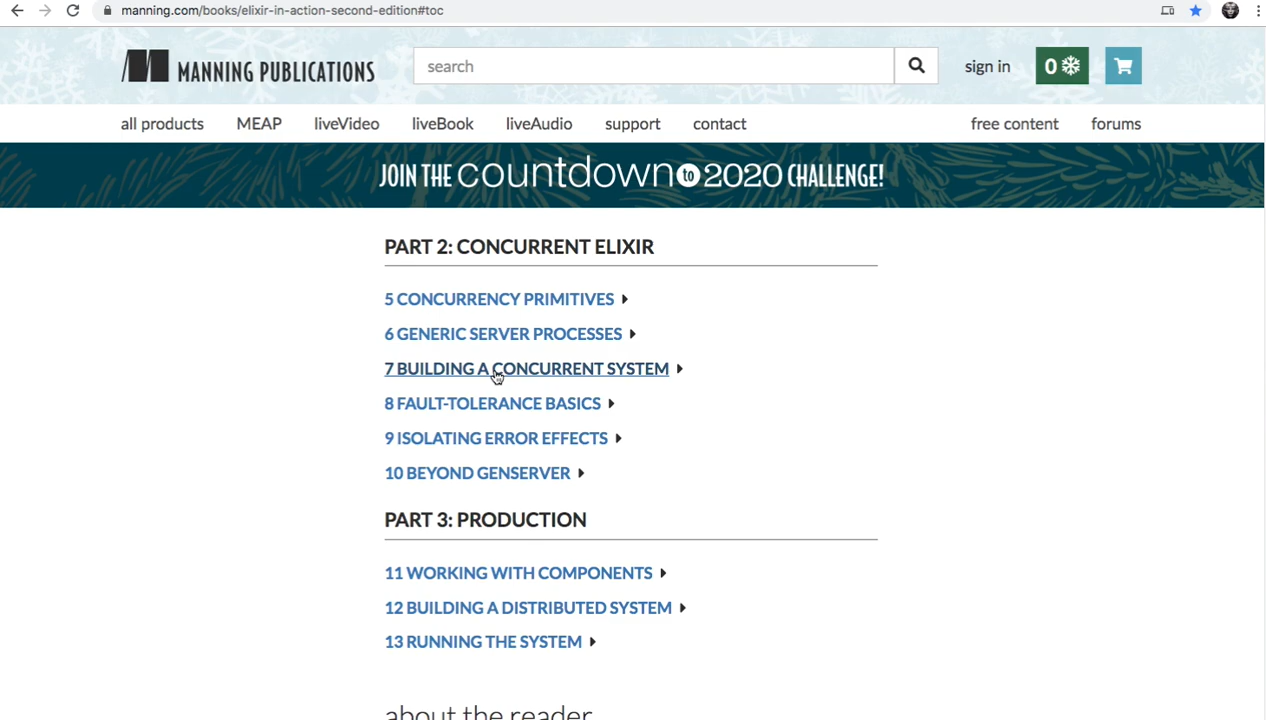 manning.com/books/elixir-in-action-second-edition#toc
MANNING PUBLICATIONS
search
sign in
0
all products MEAP liveVideo liveBook liveAudio support contact free content forums
JOIN THE countdown to 2020 CHALLENGE!
PART 2: CONCURRENT ELIXIR
5 CONCURRENCY PRIMITIVES
6 GENERIC SERVER PROCESSES
7 BUILDING A CONCURRENT SYSTEM
8 FAULT-TOLERANCE BASICS
9 ISOLATING ERROR EFFECTS
10 BEYOND GENSERVER
PART 3: PRODUCTION
11 WORKING WITH COMPONENTS
12 BUILDING A DISTRIBUTED SYSTEM
13 RUNNING THE SYSTEM
about the reader